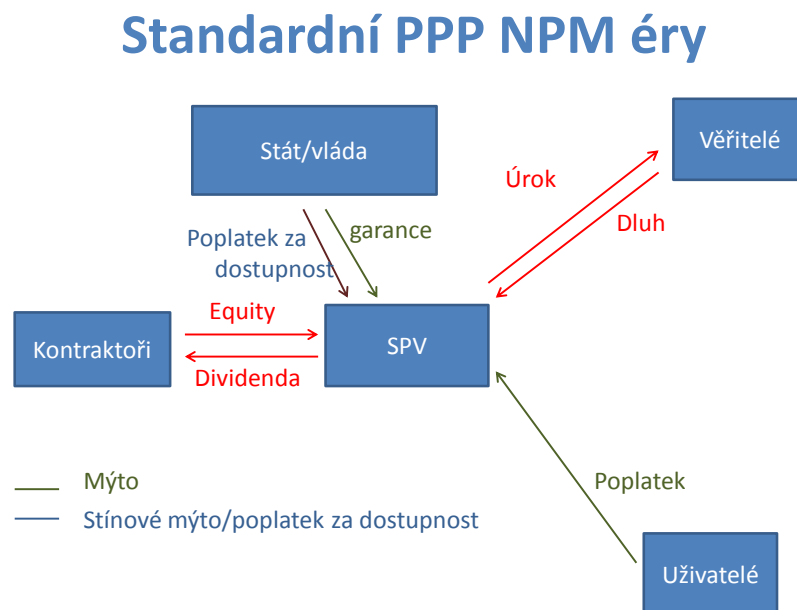 Standardní PPP NPM éry
Stát/vláda
Věřitelé
Úrok
Dluh
garance
Poplatek za
dostupnost
Equity
Kontraktoři
SPV
Dividenda
Mýto
Poplatek
Stínové mýto/poplatek za dostupnost
Uživatelé